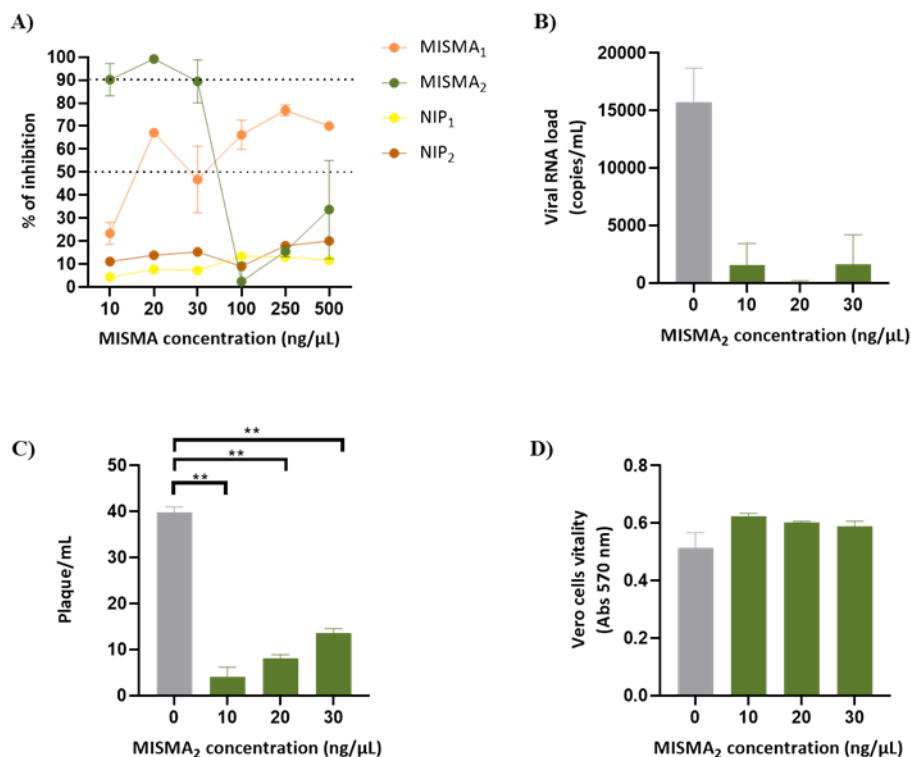 A)
% of inhibition
100
90
80
70
60
50
40
30
20
10
0
10 20 30 100 250 500
MISMA concentration (ng/µL)
MISMA₁
MISMA₂
NIP₁
NIP₂
B)
Viral RNA load
(copies/mL)
20000
15000
10000
5000
0
0 10 20 30
MISMA₂ concentration (ng/µL)
C)
**
**
**
Plaque/mL
50
40
30
20
10
0
0 10 20 30
MISMA₂ concentration (ng/µL)
D)
Vero cells vitality
(Abs 570 nm)
0.8
0.6
0.4
0.2
0.0
0 10 20 30
MISMA₂ concentration (ng/µL)